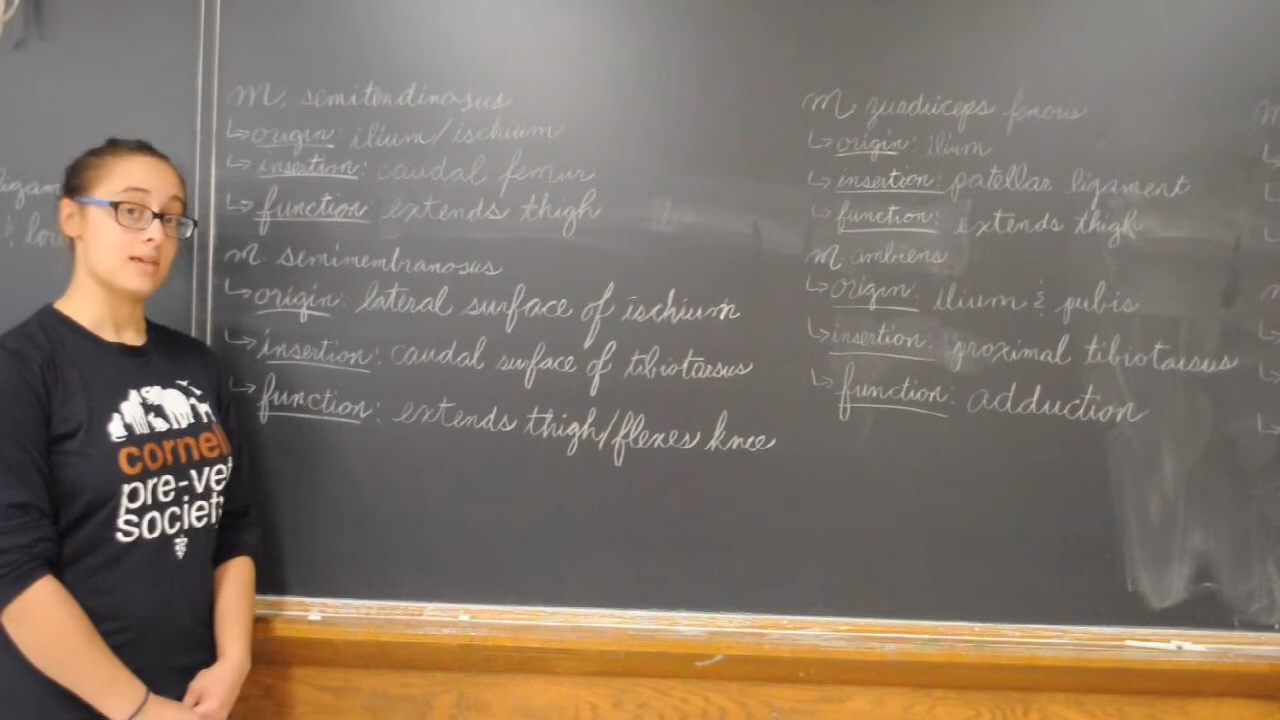 ligam
m. semitendinosus
↳ origin: ilium/ischium
↳ insertion: caudal femur
↳ function: extends thigh
m. semimembranosus
↳ origin: lateral surface of ischium
↳ insertion: caudal surface of tibiotarsus
↳ function: extends thigh/flexes knee
m. quadriceps femoris
↳ origin: ilium
↳ insertion: patellar ligament
↳ function: extends thigh
m. ambiens
↳ origin: ilium & pubis
↳ insertion: proximal tibiotarsus
↳ function: adduction
cornell
pre-vet
society